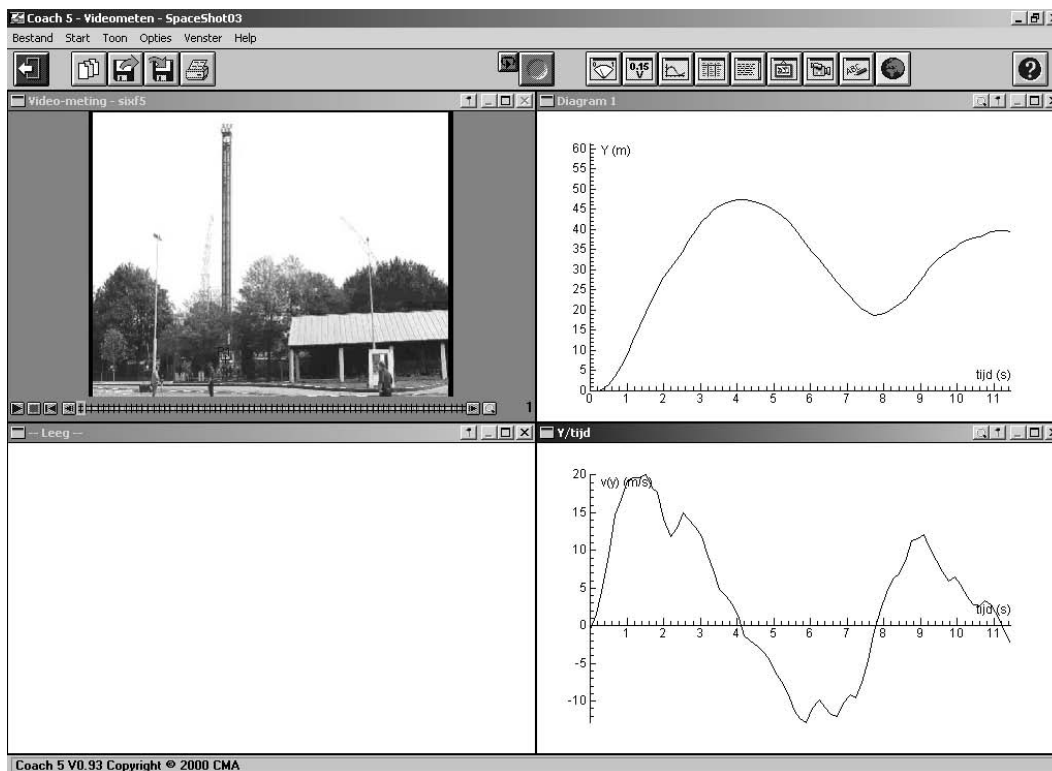 Coach 5 - Videometen - SpaceShot03
Bestand Start Toon Opties Venster Help
0.15
V
?
Video-meting - sixf5
Diagram 1
60
55
50
45
40
35
30
25
20
15
10
5
0
Y (m)
tijd (s)
0 1 2 3 4 5 6 7 8 9 10 11
1
-- Leeg --
Y/tijd
20
15
10
5
0
-5
-10
v(y) (m/s)
tijd (s)
1 2 3 4 5 6 7 8 9 10 11
Coach 5 V0.93 Copyright © 2000 CMA